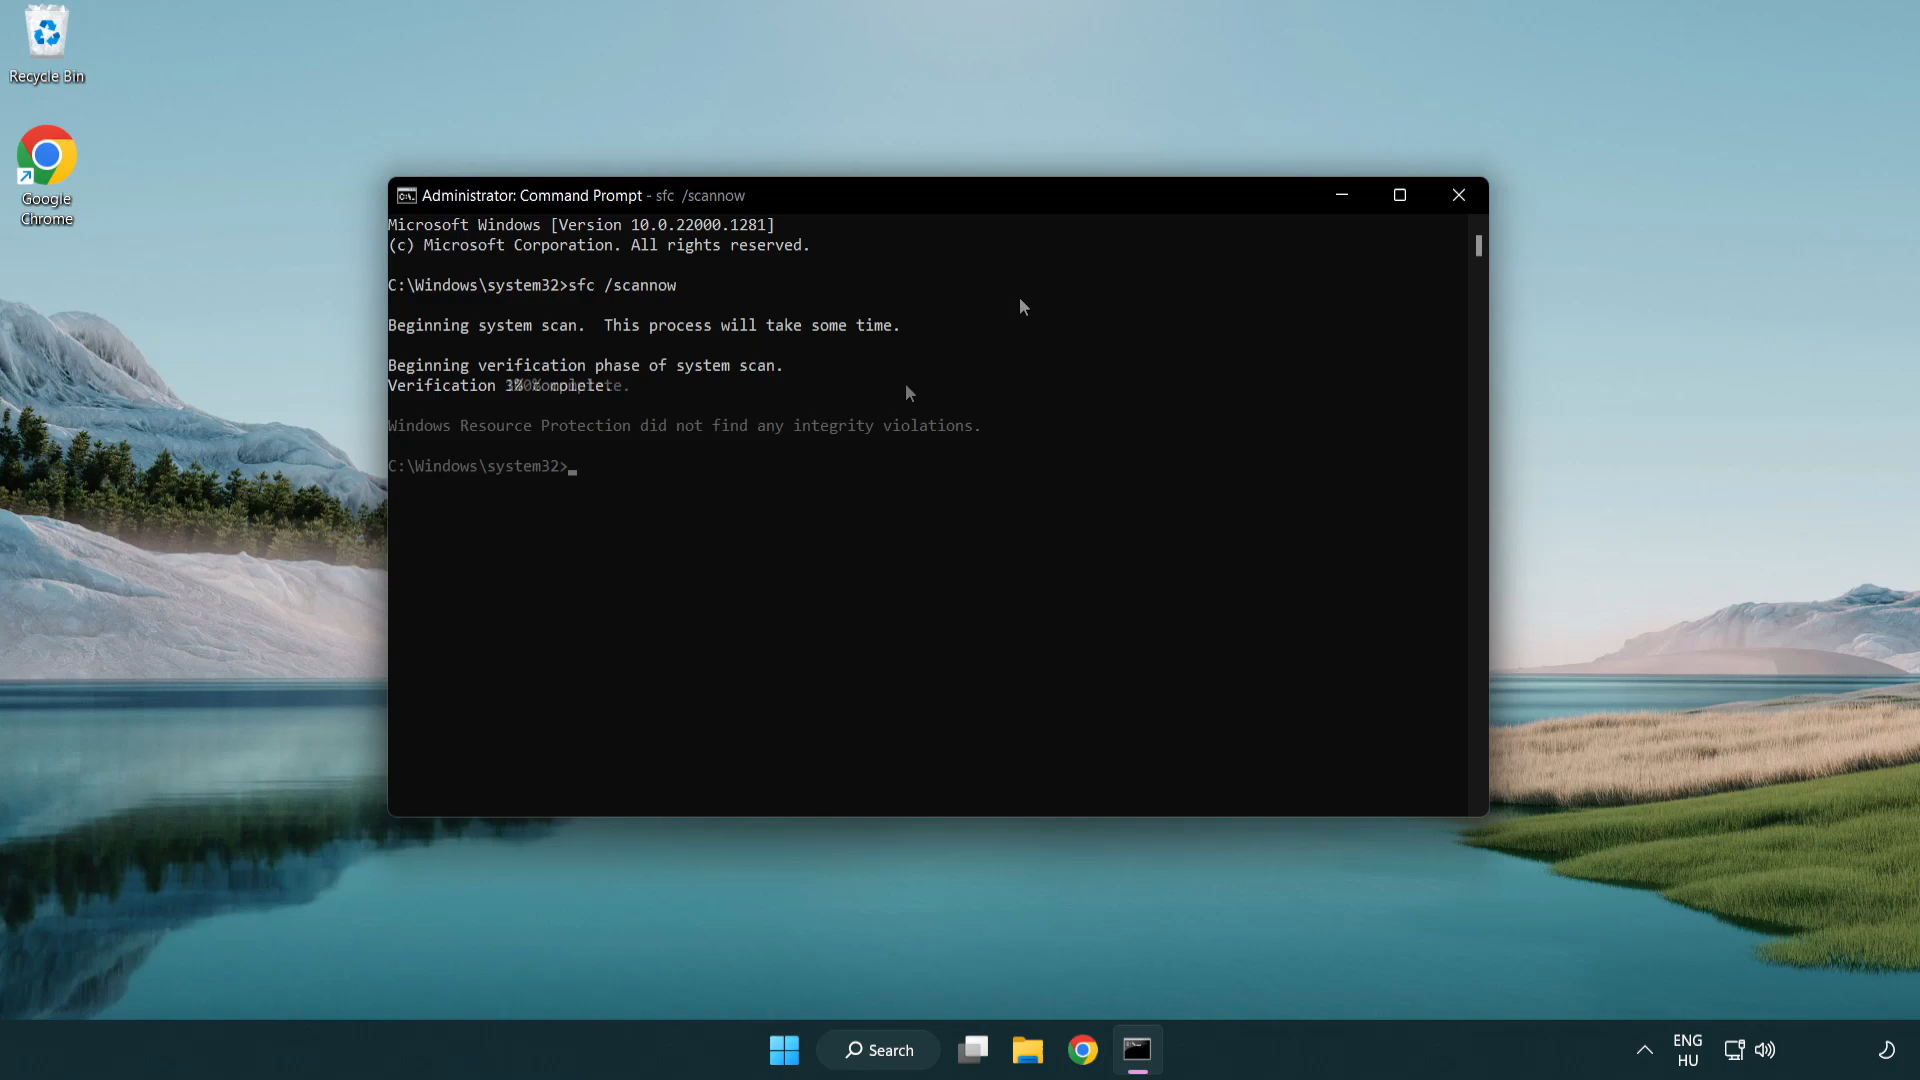 Recycle Bin
Google
Chrome
Administrator: Command Prompt - sfc  /scannow
Microsoft Windows [Version 10.0.22000.1281]
(c) Microsoft Corporation. All rights reserved.
C:\Windows\system32>sfc /scannow
Beginning system scan.  This process will take some time.
Beginning verification phase of system scan.
Verification
Windows Resource Protection did not find any integrity violations.
C:\Windows\system32>
Search
ENG
HU